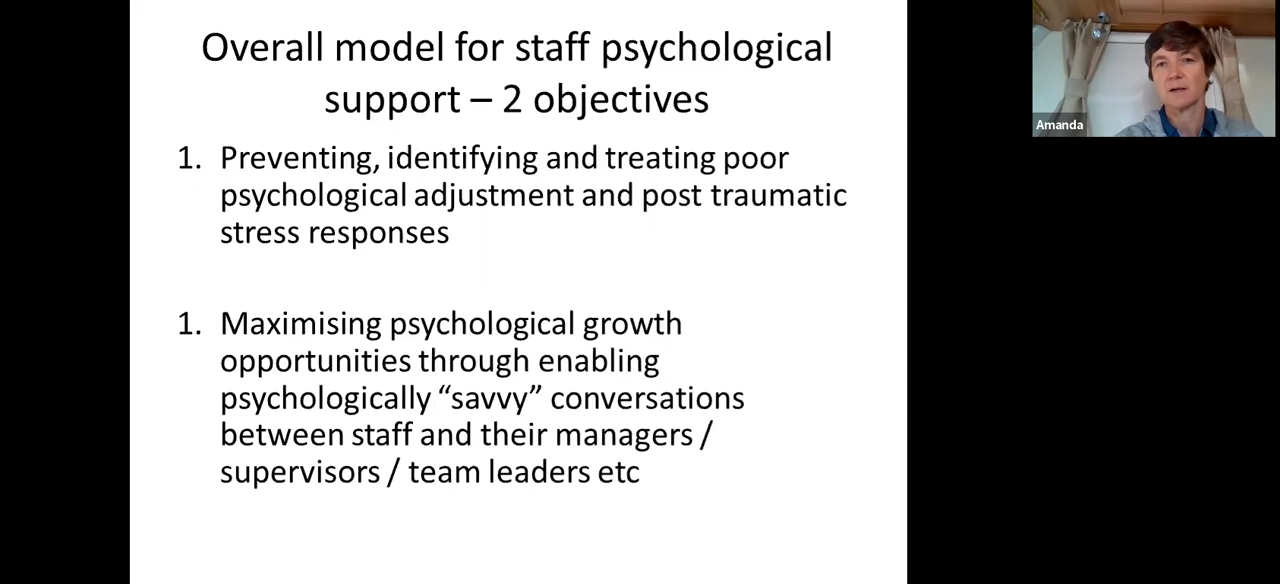 Overall model for staff psychological
support – 2 objectives
1. Preventing, identifying and treating poor
psychological adjustment and post traumatic
stress responses
1. Maximising psychological growth
opportunities through enabling
psychologically “savvy” conversations
between staff and their managers /
supervisors / team leaders etc
Amanda